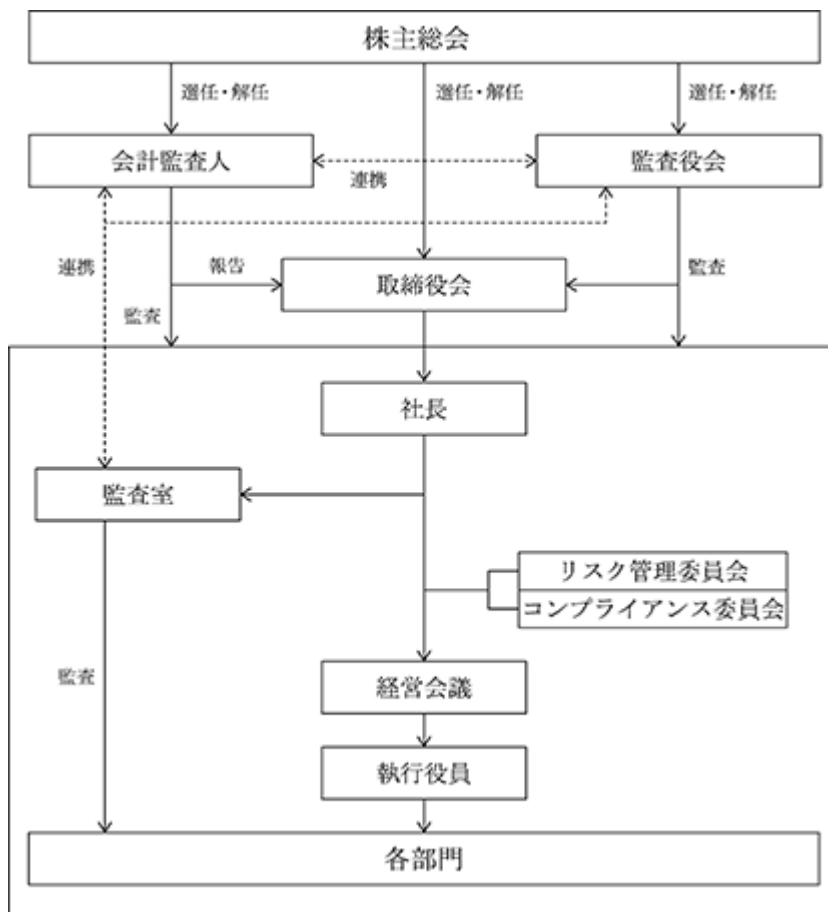 株主総会
選任・解任
選任・解任
選任・解任
会計監査人
監査役会
連携
連携
報告
取締役会
監査
監査
社長
監査室
リスク管理委員会
コンプライアンス委員会
監査
経営会議
執行役員
各部門